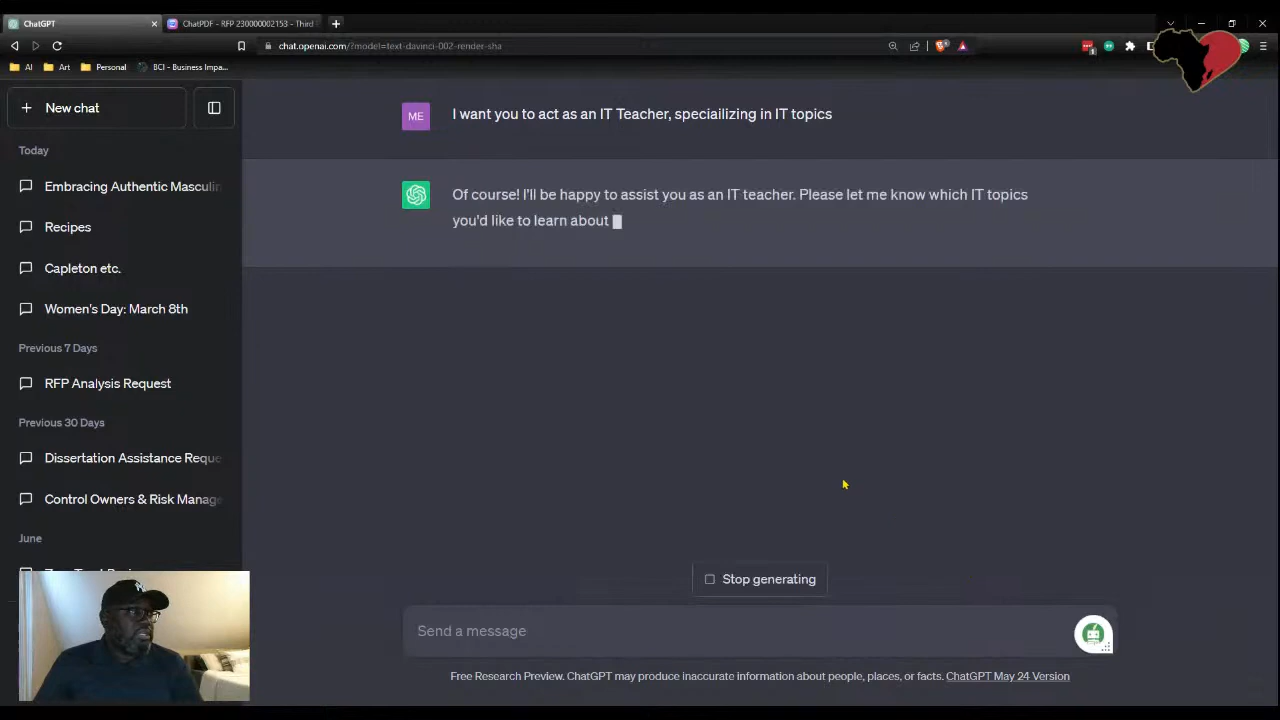 ChatGPT
ChatPDF - RFP 230000002153 - Third
chat.openai.com/?model=text-davinci-002-render-sha
AI
Art
Personal
BCI - Business Impa...
New chat
Today
Embracing Authentic Masculin
Recipes
Capleton etc.
Women's Day: March 8th
Previous 7 Days
RFP Analysis Request
Previous 30 Days
Dissertation Assistance Reque
Control Owners & Risk Manage
June
ME
I want you to act as an IT Teacher, speciailizing in IT topics
Of course! I'll be happy to assist you as an IT teacher. Please let me know which IT topics
you'd like to learn about
Stop generating
Send a message
Free Research Preview. ChatGPT may produce inaccurate information about people, places, or facts. ChatGPT May 24 Version